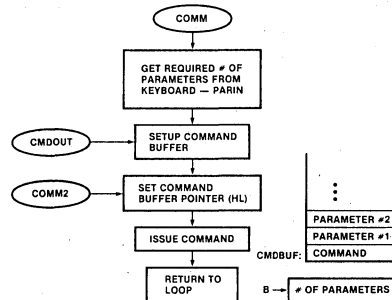 COMM
GET REQUIRED # OF
PARAMETERS FROM
KEYBOARD — PARIN
CMDOUT
SETUP COMMAND
BUFFER
COMM2
SET COMMAND
BUFFER POINTER (HL)
ISSUE COMMAND
RETURN TO
LOOP
PARAMETER #2
PARAMETER #1
CMDBUF: COMMAND
B → # OF PARAMETERS